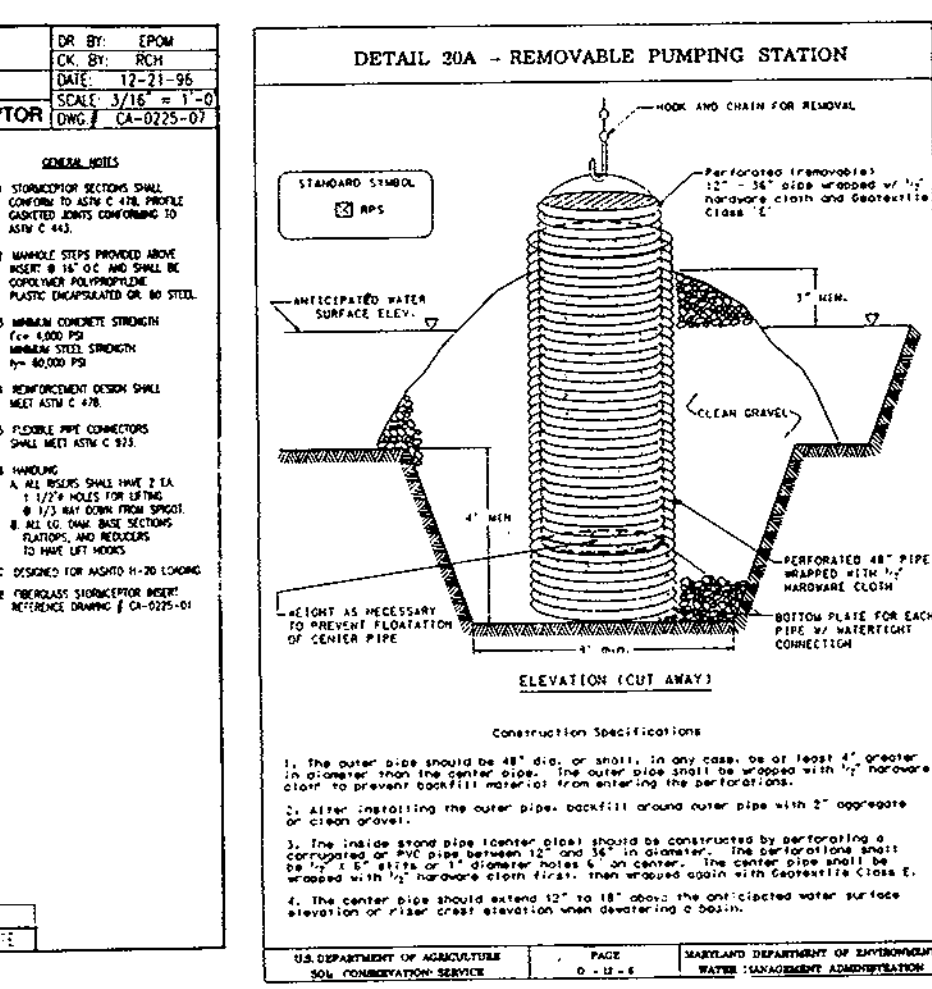 DR BY: EPOM
CK. BY: RCH
DATE: 12-21-96
SCALE: 3/16" = 1'-0
TOR DWG.# CA-0225-07
GENERAL NOTES
STORMCEPTOR SECTIONS SHALL
CONFORM TO ASTM C 478, PROFILE
GASKETED JOINTS CONFORMING TO
ASTM C 443.
MANHOLE STEPS PROVIDED ABOVE
INSERT @ 16" O.C AND SHALL BE
COPOLYMER POLYPROPYLENE
PLASTIC ENCAPSULATED GR. 60 STEEL.
3 MINIMUM CONCRETE STRENGTH
f'c= 4,000 PSI
MINIMUM STEEL STRENGTH
fy= 60,000 PSI
REINFORCEMENT DESIGN SHALL
MEET ASTM C 478.
FLEXIBLE PIPE CONNECTORS
SHALL MEET ASTM C 923.
HANDLING
A. ALL RISERS SHALL HAVE 2 EA.
1 1/2"ø HOLES FOR LIFTING
@ 1/3 WAY DOWN FROM SPIGOT.
B. ALL LG. DIAM. BASE SECTIONS
FLATTOPS, AND REDUCERS
TO HAVE LIFT HOOKS
DESIGNED FOR AASHTO H-20 LOADING
FIBERGLASS STORMCEPTOR INSERT
REFERENCE DRAWING # CA-0225-01
DETAIL 20A - REMOVABLE PUMPING STATION
HOOK AND CHAIN FOR REMOVAL
STANDARD SYMBOL
RPS
Perforated (removable)
12" - 36" pipe wrapped w/ 1/2"
hardware cloth and Geotextile
Class 'E'
ANTICIPATED WATER
SURFACE ELEV.
3" MIN.
CLEAN GRAVEL
4' MIN
PERFORATED 48" PIPE
WRAPPED WITH 1/2"
HARDWARE CLOTH
WEIGHT AS NECESSARY
TO PREVENT FLOATATION
OF CENTER PIPE
BOTTOM PLATE FOR EACH
PIPE W/ WATERTIGHT
CONNECTION
min.
ELEVATION (CUT AWAY)
Construction Specifications
1. The outer pipe should be 48" dia. or shall, in any case, be at least 4" greater
in diameter than the center pipe. The outer pipe shall be wrapped with 1/2" hardware
cloth to prevent backfill material from entering the perforations.
2. After installing the outer pipe, backfill around outer pipe with 2" aggregate
or clean gravel.
3. The inside stand pipe (center pipe) should be constructed by perforating a
corrugated or PVC pipe between 12" and 36" in diameter. The perforations shall
be 1/2" X 6" slits or 1" diameter holes 6" on center. The center pipe shall be
wrapped with 1/2" hardware cloth first, then wrapped again with Geotextile Class E.
4. The center pipe should extend 12" to 18" above the anticipated water surface
elevation or riser crest elevation when dewatering a basin.
U.S. DEPARTMENT OF AGRICULTURE
SOIL CONSERVATION SERVICE
PAGE
MARYLAND DEPARTMENT OF ENVIRONMENT
WATER MANAGEMENT ADMINISTRATION